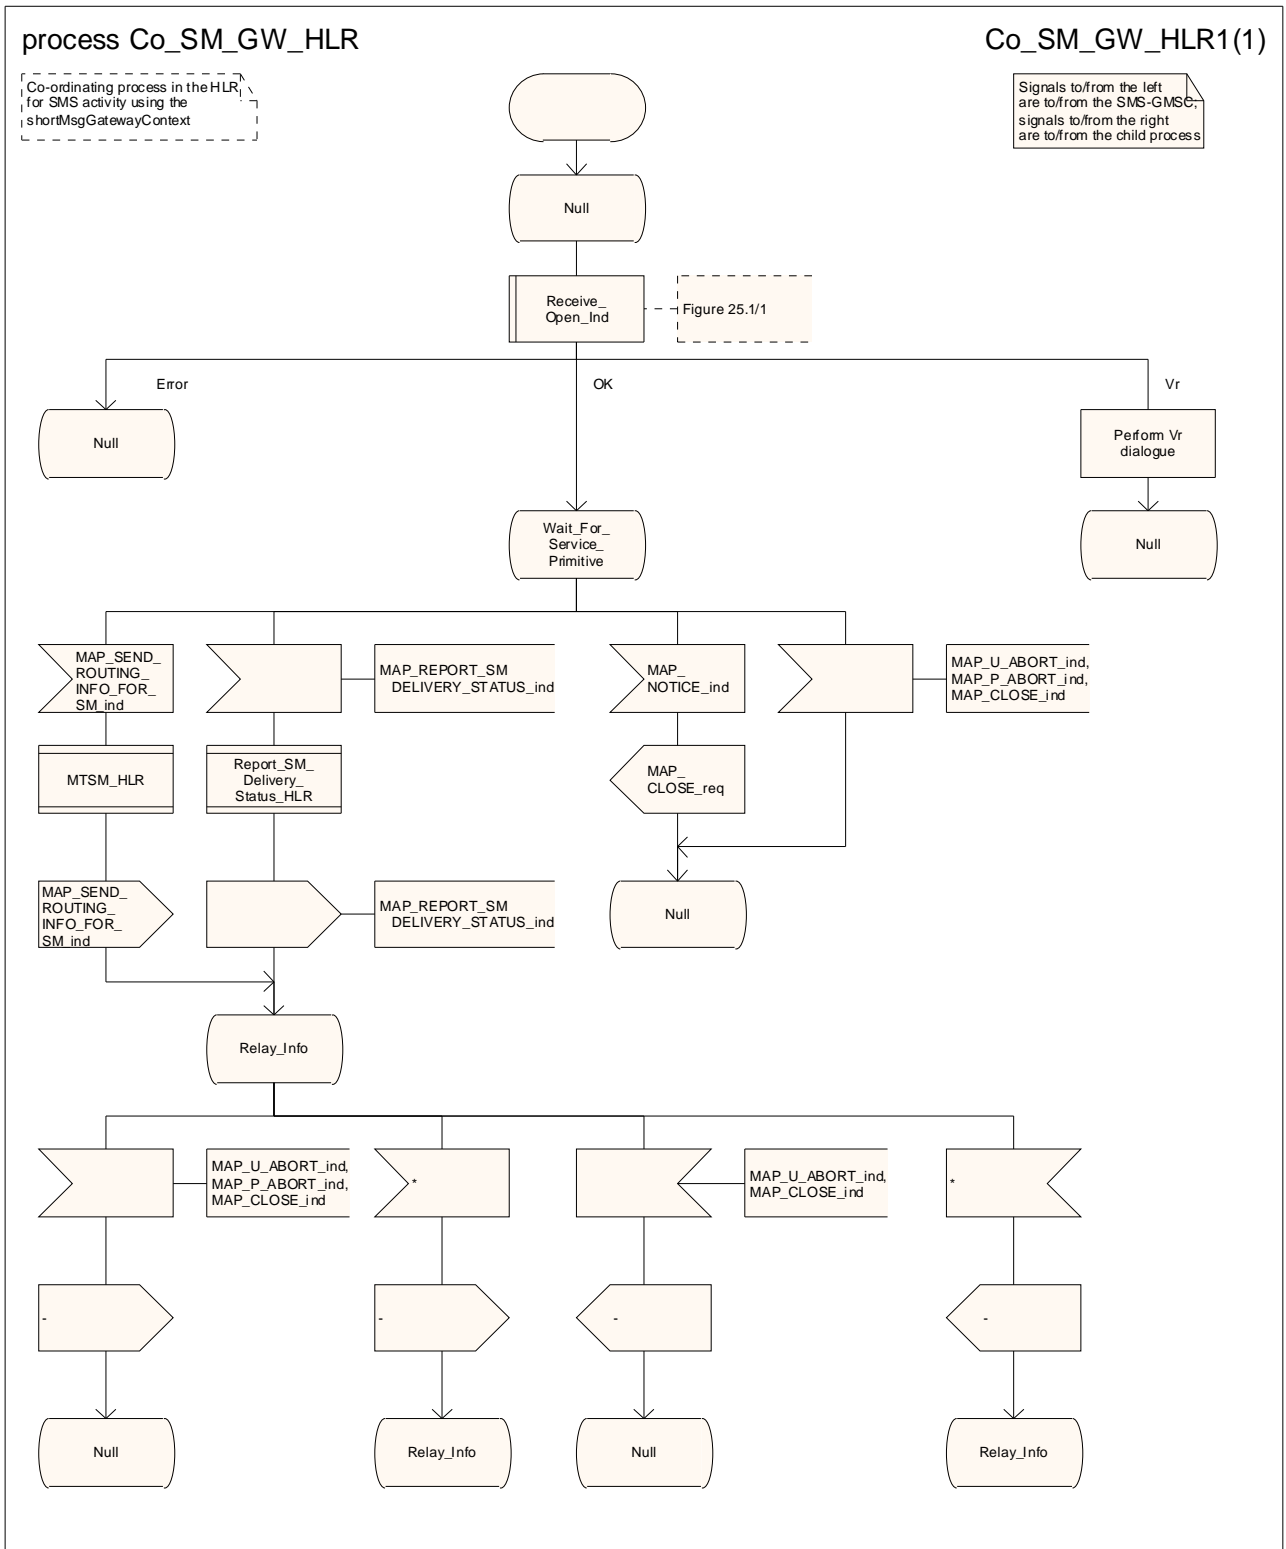 process Co_SM_GW_HLR
Co_SM_GW_HLR1(1)
Co-ordinating process in the HLR
for SMS activity using the
shortMsgGatewayContext
Signals to/from the left
are to/from the SMS-GMSC;
signals to/from the right
are to/from the child process
Null
Receive_
Open_Ind
Figure 25.1/1
Error
OK
Vr
Null
Perform Vr
dialogue
Wait_For_
Service_
Primitive
Null
MAP_SEND_
ROUTING_
INFO_FOR_
SM_ind
MAP_REPORT_SM
DELIVERY_STATUS_ind
MAP_
NOTICE_ind
MAP_U_ABORT_ind,
MAP_P_ABORT_ind,
MAP_CLOSE_ind
MTSM_HLR
Report_SM_
Delivery_
Status_HLR
MAP_
CLOSE_req
MAP_SEND_
ROUTING_
INFO_FOR_
SM_ind
MAP_REPORT_SM
DELIVERY_STATUS_ind
Null
Relay_Info
MAP_U_ABORT_ind,
MAP_P_ABORT_ind,
MAP_CLOSE_ind
*
MAP_U_ABORT_ind,
MAP_CLOSE_ind
*
-
-
-
-
Null
Relay_Info
Null
Relay_Info